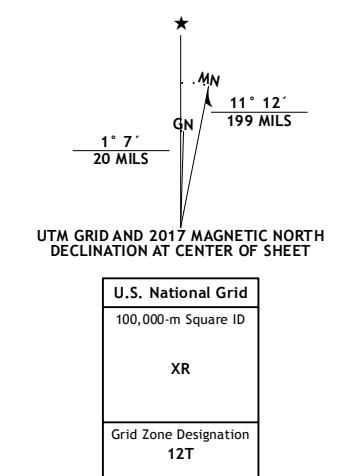 ★
MN
GN
11° 12´
199 MILS
1° 7´
20 MILS
UTM GRID AND 2017 MAGNETIC NORTH
DECLINATION AT CENTER OF SHEET
U.S. National Grid
100,000-m Square ID
XR
Grid Zone Designation
12T